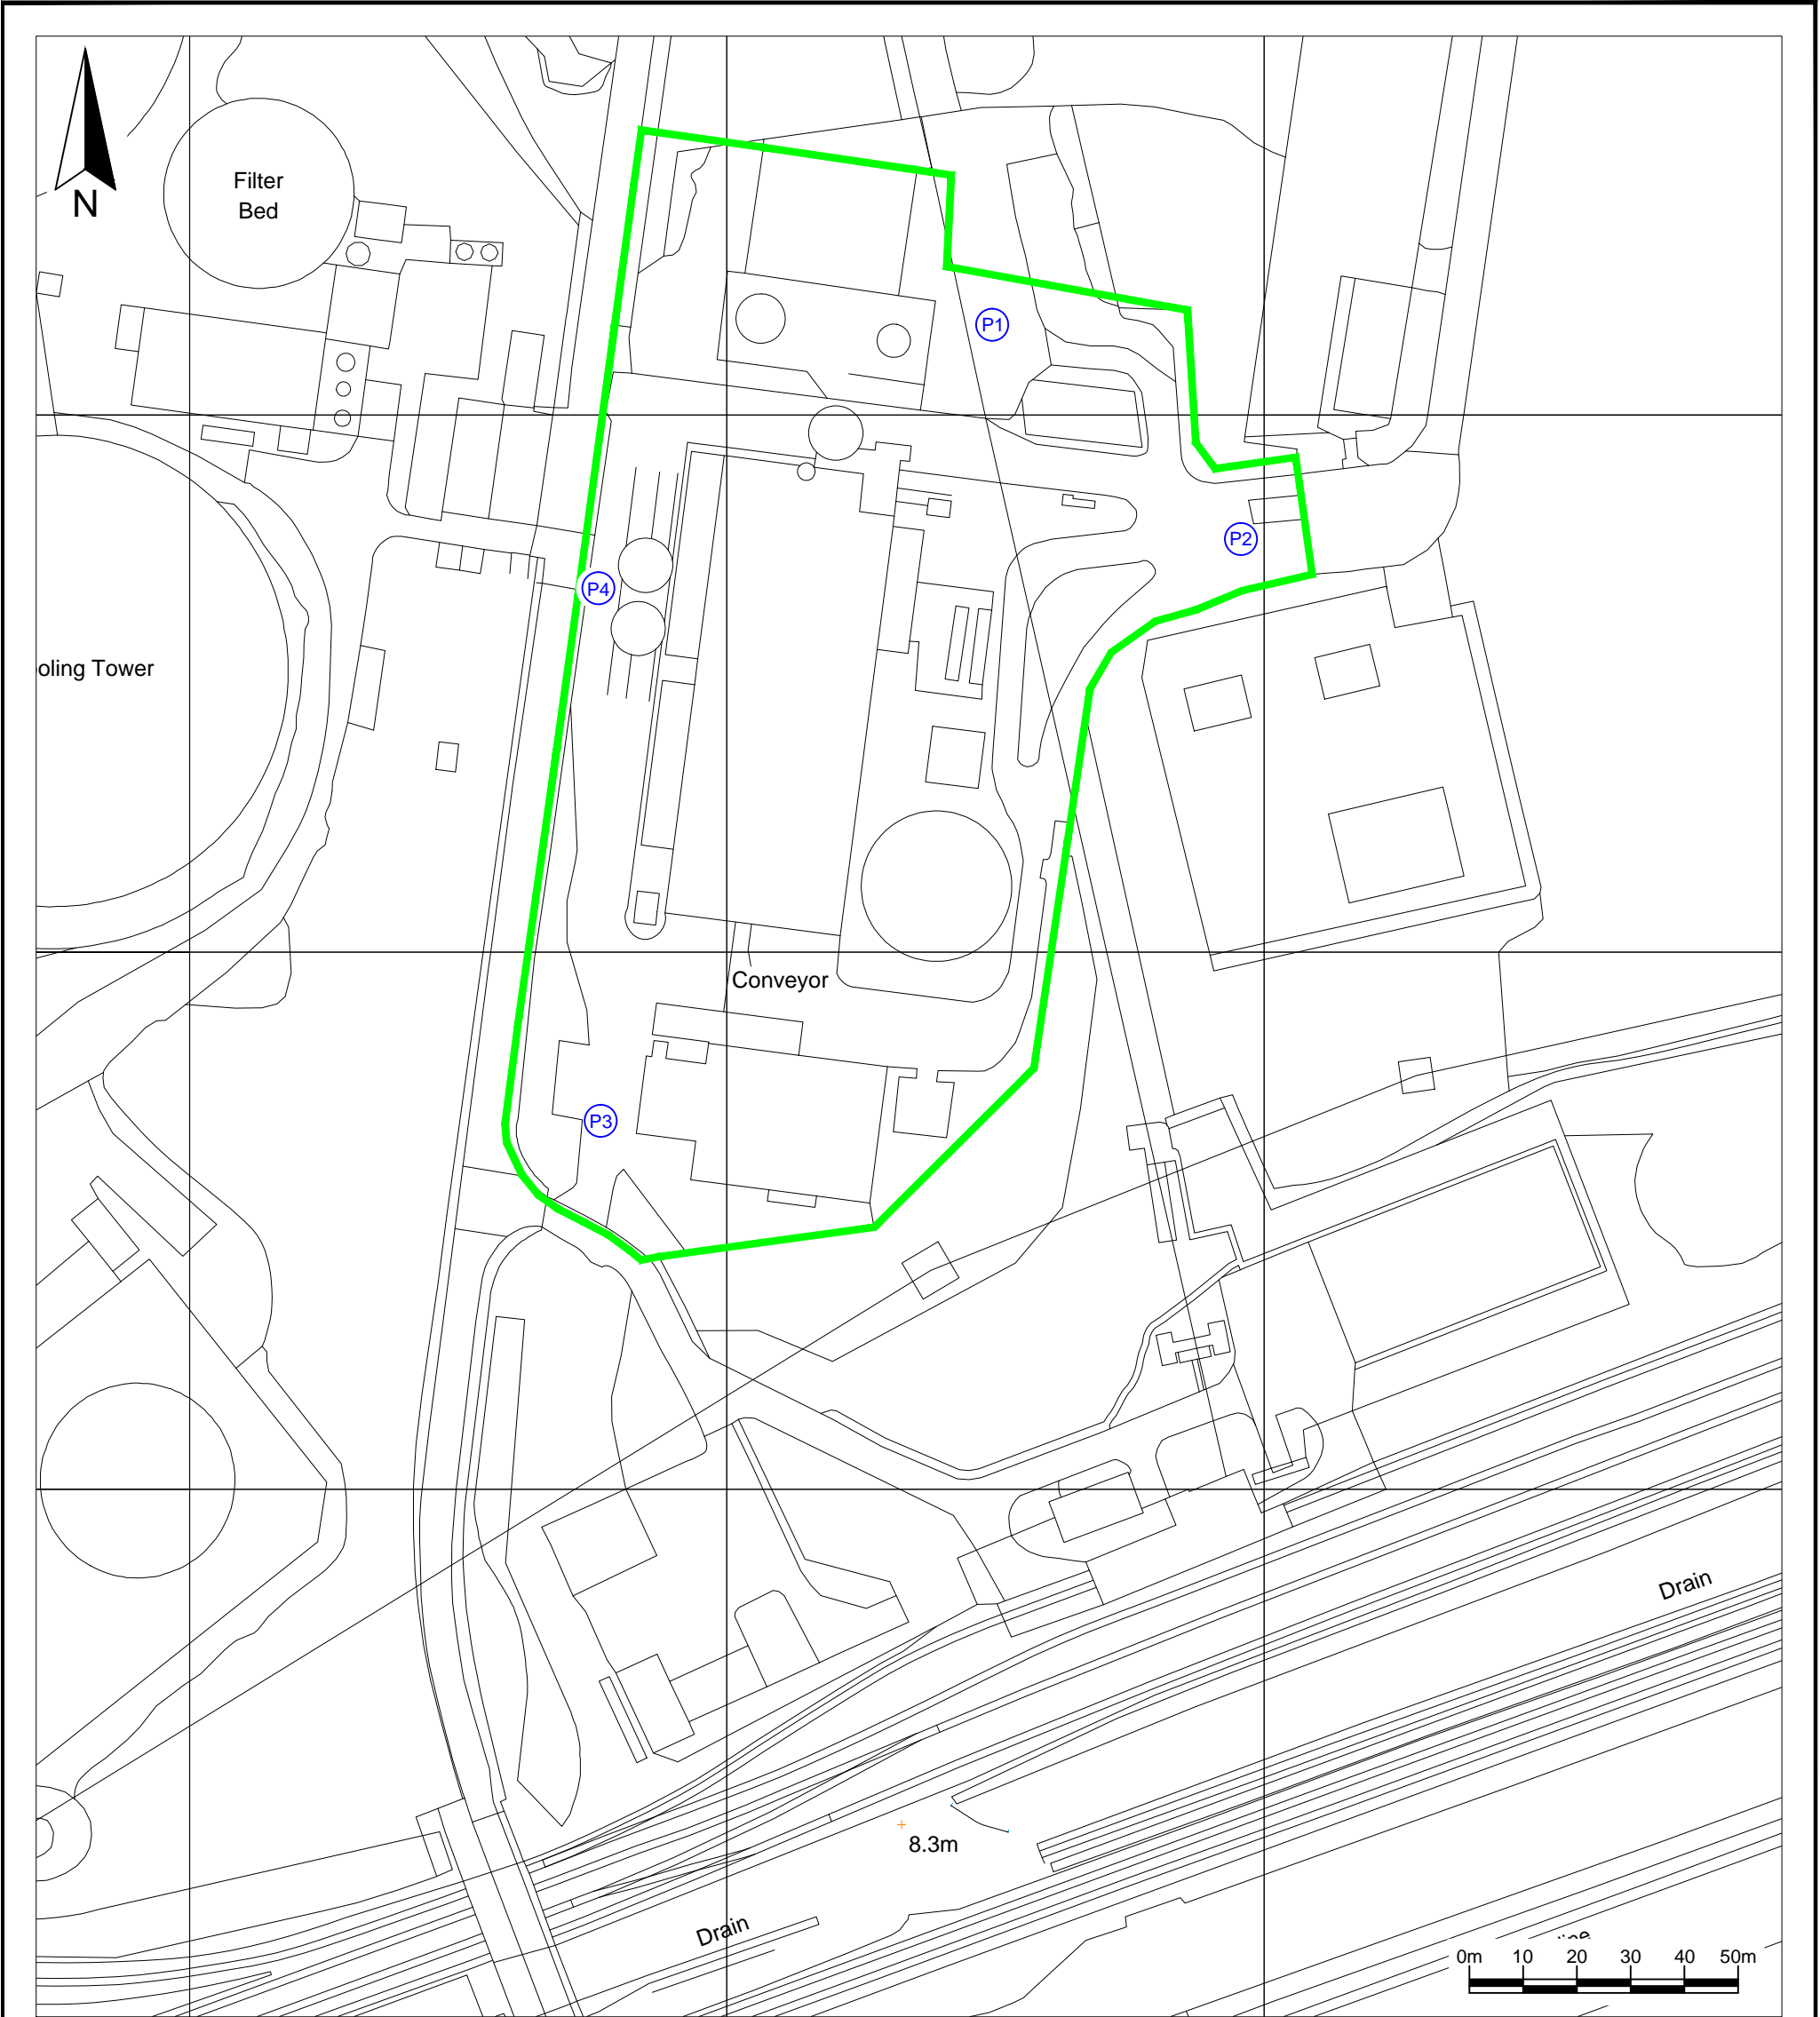 N
Filter
Bed
P1
P2
P4
oling Tower
Conveyor
P3
Drain
8.3m
Drain
0m 10 20 30 40 50m